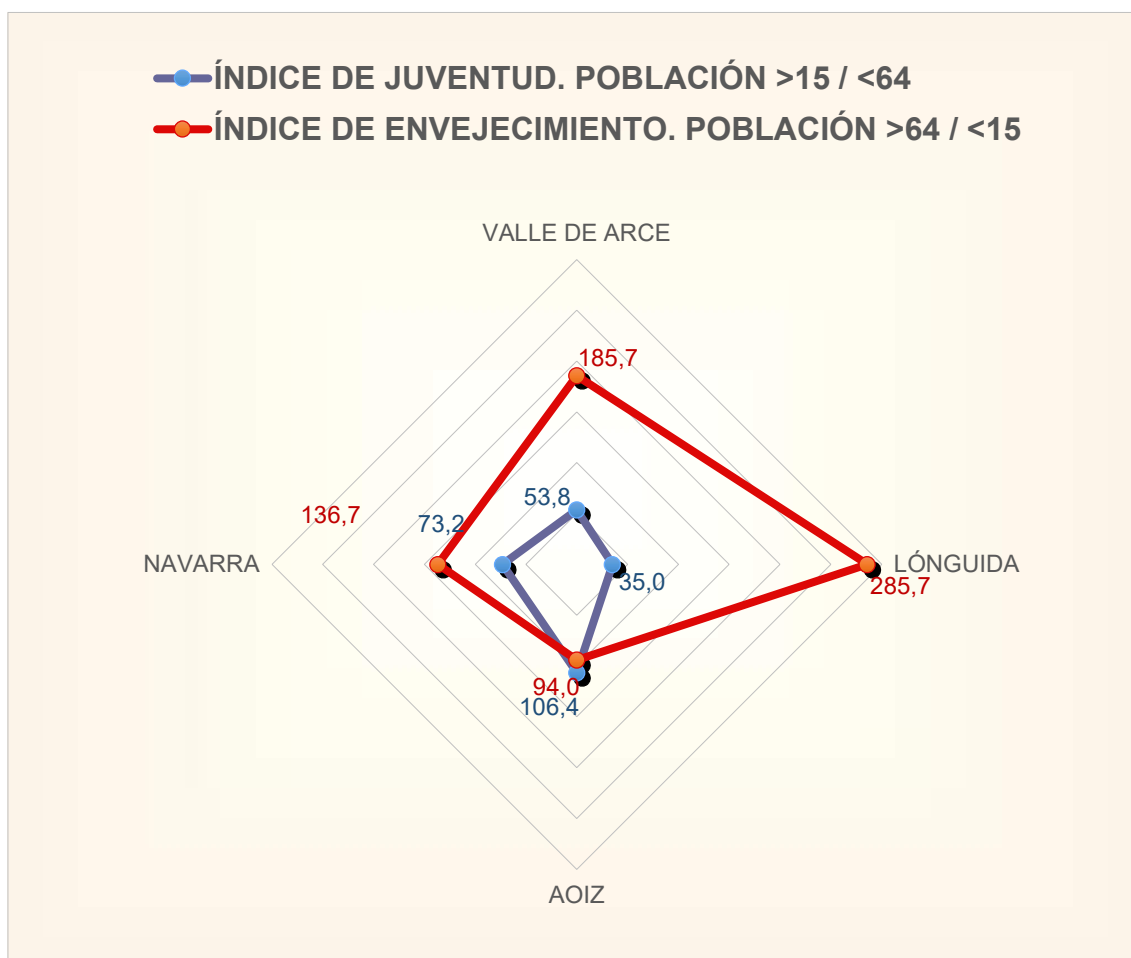 ÍNDICE DE JUVENTUD. POBLACIÓN >15 / <64
ÍNDICE DE ENVEJECIMIENTO. POBLACIÓN >64 / <15
VALLE DE ARCE
185,7
53,8
136,7
73,2
NAVARRA
LÓNGUIDA
35,0
285,7
94,0
106,4
AOIZ